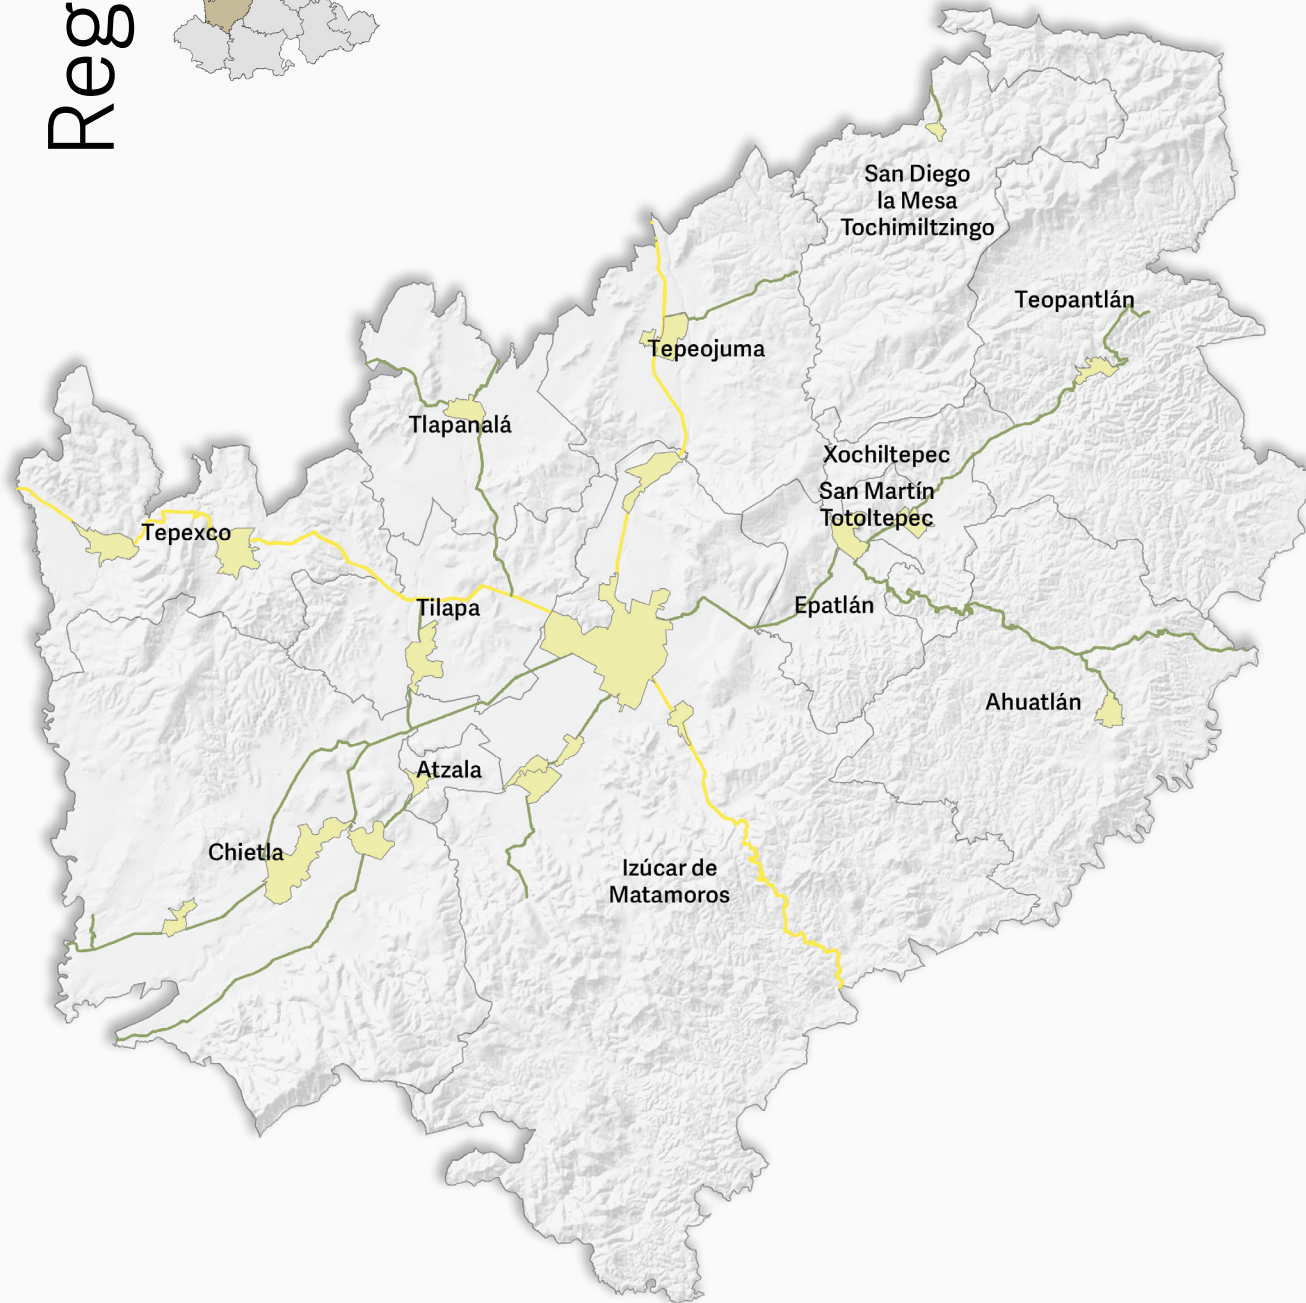 Reg
San Diego
la Mesa
Tochimiltzingo
Teopantlán
Tepeojuma
Tlapanalá
Xochiltepec
San Martín
Totoltepec
Tepexco
Tilapa
Epatlán
Ahuatlán
Atzala
Chietla
Izúcar de
Matamoros